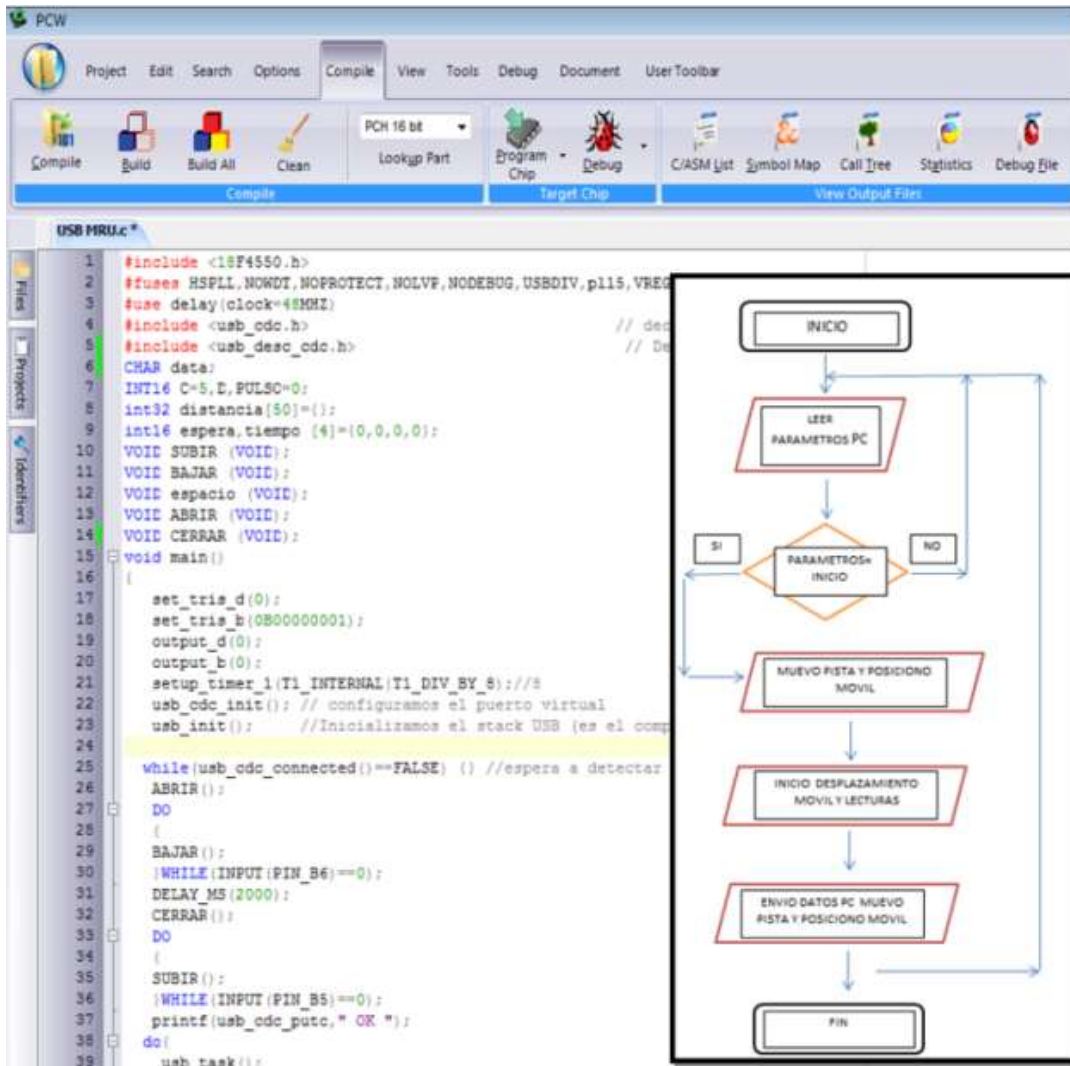 PCW
Project Edit Search Options Compile View Tools Debug Document User Toolbar
Compile Build Build All Clean
PCH 16 bit
Lookup Part
Program Chip Debug
C/ASM List Symbol Map Call Tree Statistics Debug File
Compile Target Chip View Output Files
USB MRU.c *
Files
Projects
Identifiers
1 #include <18F4550.h>
2 #fuses HSPLL,NOWDT,NOPROTECT,NOLVP,NODEBUG,USBDIV,pll5,VREG
3 #use delay(clock=48MHZ)
4 #include <usb_cdc.h> // dec
5 #include <usb_desc_cdc.h> // De
6 CHAR data;
7 INT16 C=5,D,PULSC=0;
8 int32 distancia[50]={};
9 int16 espera,tiempo [4]={0,0,0,0};
10 VOID SUBIR (VOID);
11 VOID BAJAR (VOID);
12 VOID espacio (VOID);
13 VOID ABRIR (VOID);
14 VOID CERRAR (VOID);
15 void main()
16 {
17 set_tris_d(0);
18 set_tris_b(0B00000001);
19 output_d(0);
20 output_b(0);
21 setup_timer_1(T1_INTERNAL|T1_DIV_BY_8);//8
22 usb_cdc_init(); // configuramos el puerto virtual
23 usb_init(); //Inicializamos el stack USB (es el comp
24
25 while(usb_cdc_connected()==FALSE) {} //espera a detectar
26 ABRIR();
27 DO
28 {
29 BAJAR();
30 }WHILE(INPUT(PIN_B6)==0);
31 DELAY_MS(2000);
32 CERRAR();
33 DO
34 {
35 SUBIR();
36 }WHILE(INPUT(PIN_B5)==0);
37 printf(usb_cdc_putc," OK ");
38 do{
39 usb_task();
INICIO
LEER
PARAMETROS PC
SI
PARAMETROS=
INICIO
NO
MUEVO PISTA Y POSICIONO
MOVIL
INICIO DESPLAZAMIENTO
MOVIL Y LECTURAS
ENVIO DATOS PC MUEVO
PISTA Y POSICIONO MOVIL
FIN